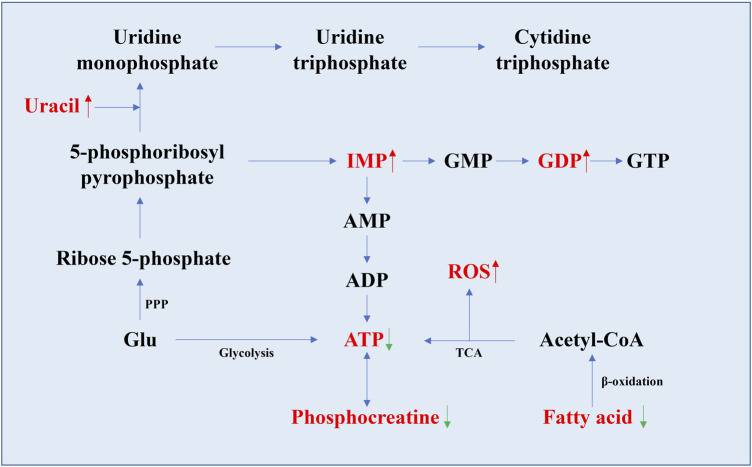 Uridine
monophosphate
Uridine
triphosphate
Cytidine
triphosphate
Uracil
5-phosphoribosyl
pyrophosphate
IMP
GMP
GDP
GTP
AMP
Ribose 5-phosphate
ADP
ROS
PPP
Glu
Glycolysis
ATP
TCA
Acetyl-CoA
β-oxidation
Phosphocreatine
Fatty acid